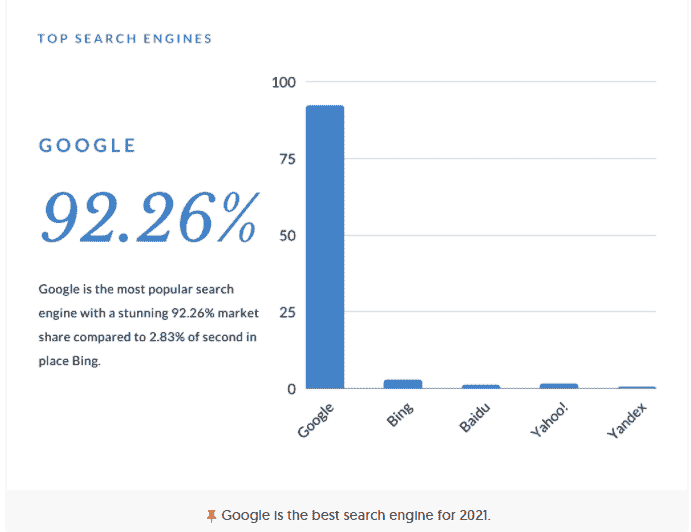 TOP SEARCH ENGINES
GOOGLE
92.26%
Google is the most popular search
engine with a stunning 92.26% market
share compared to 2.83% of second in
place Bing.
100
75
50
25
0
Google
Bing
Baidu
Yahoo!
Yandex
Google is the best search engine for 2021.